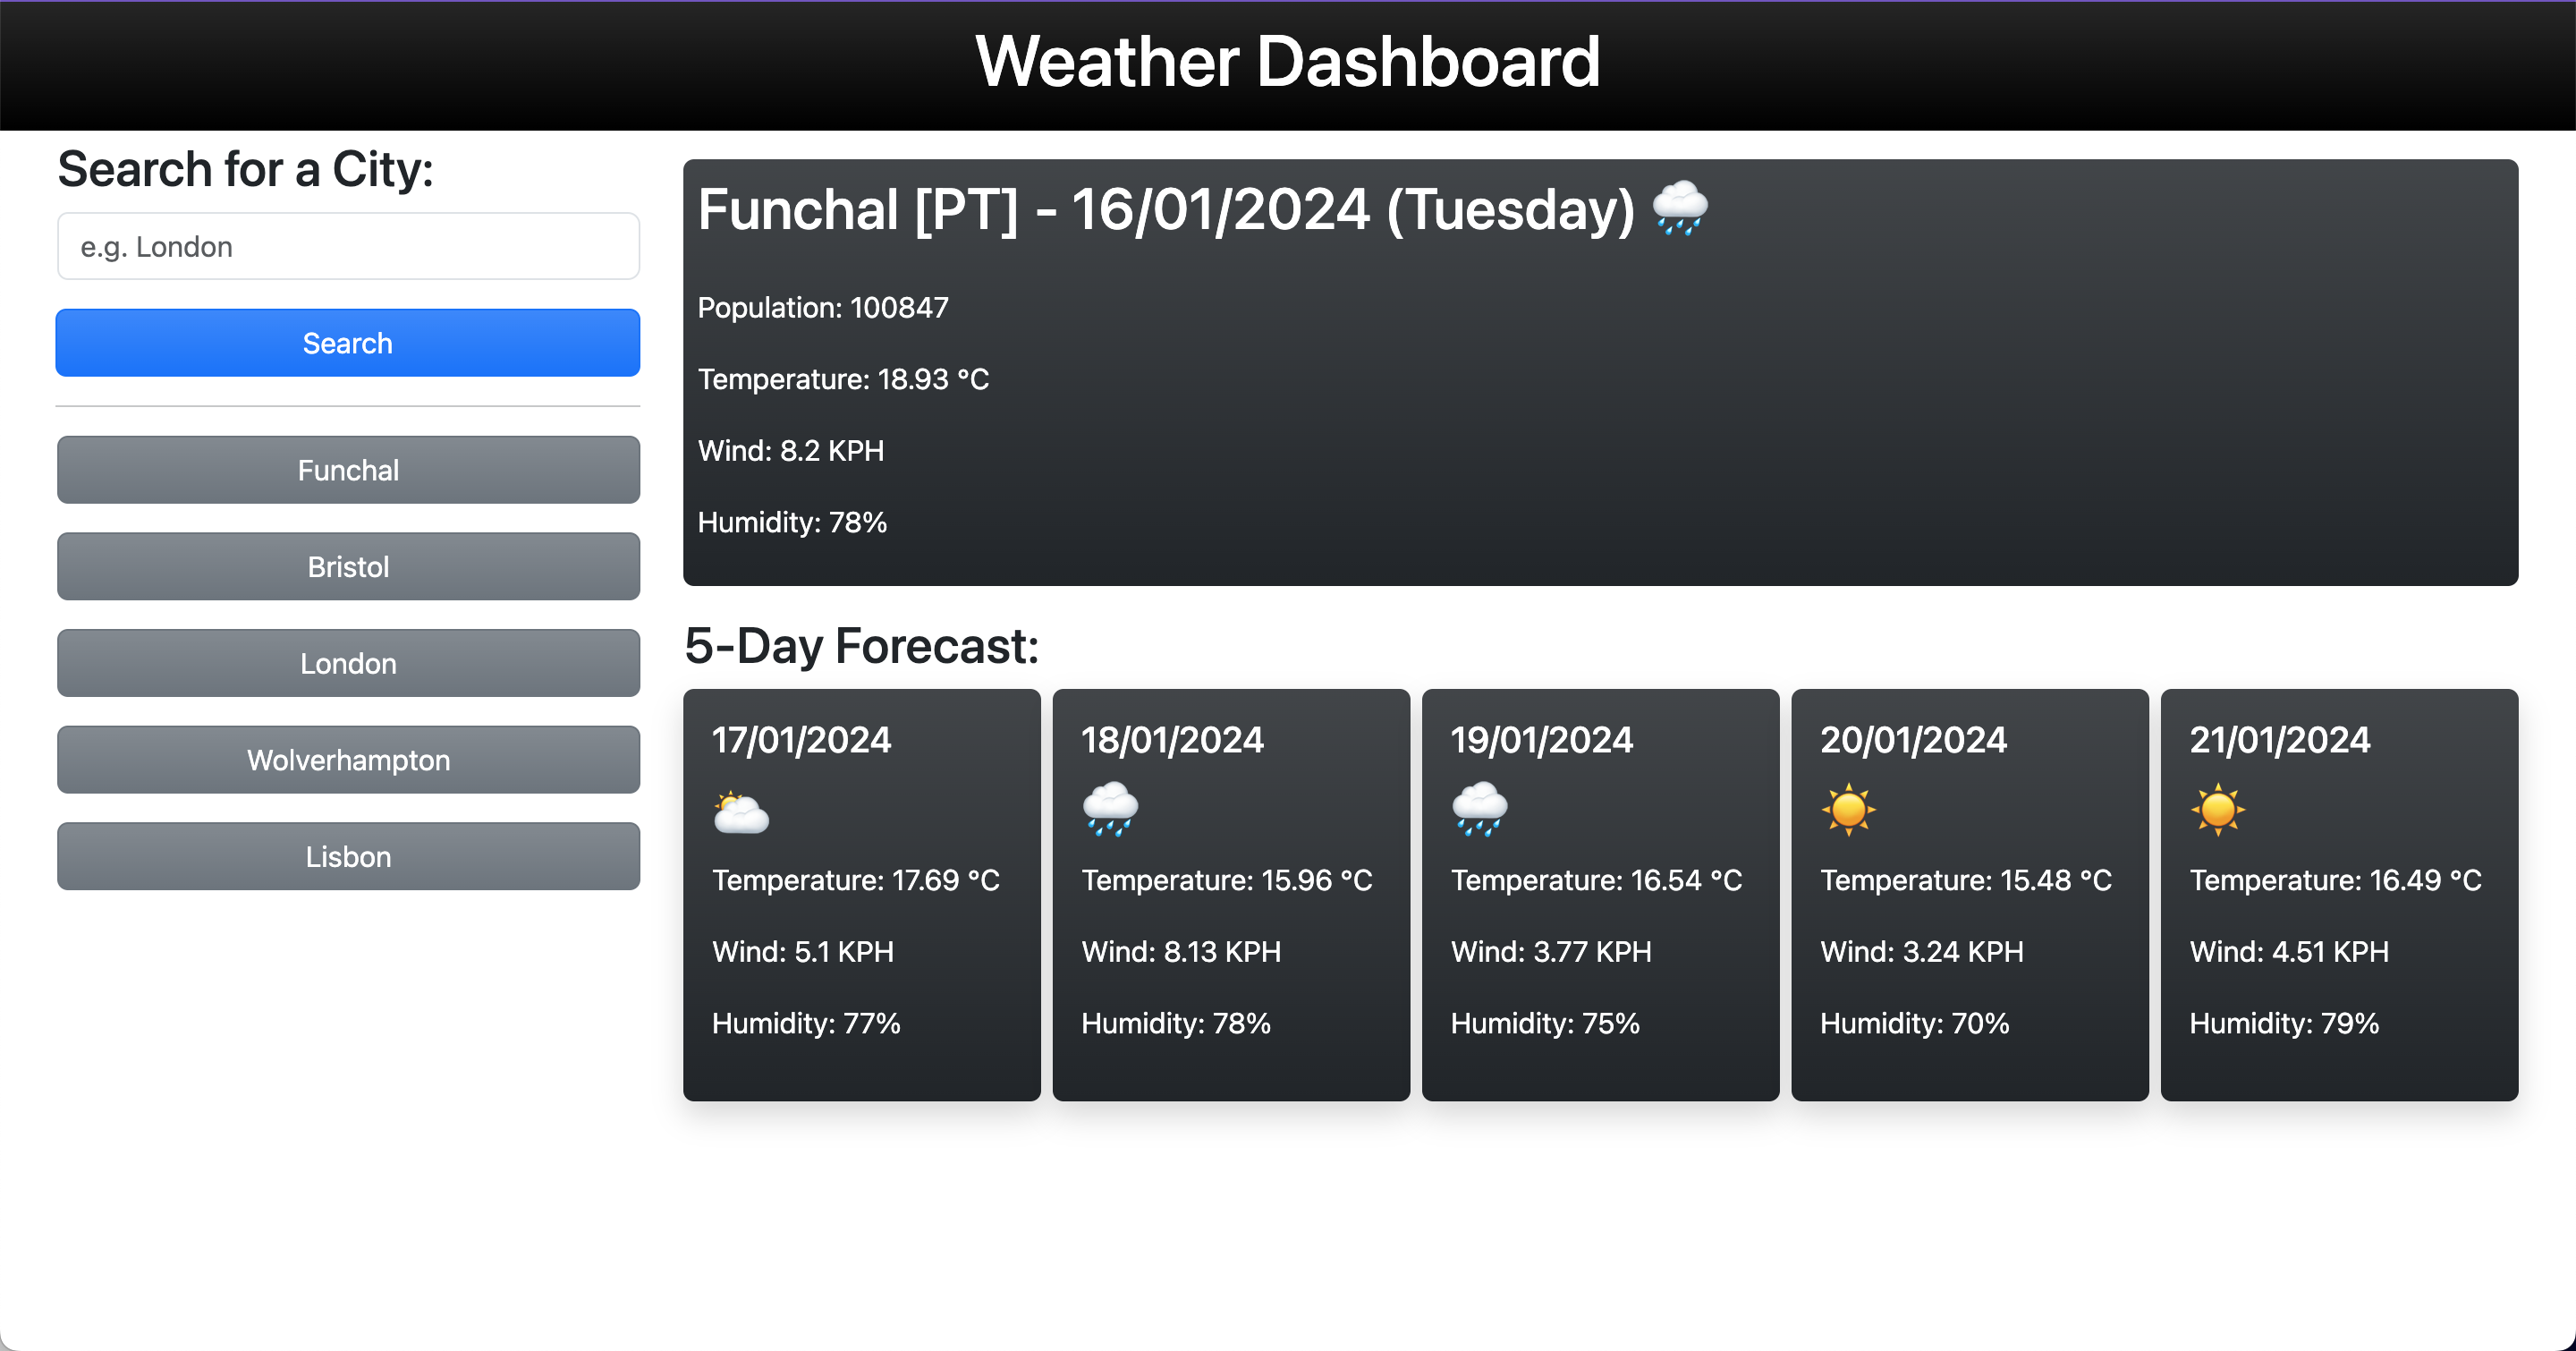 Weather Dashboard
Search for a City:
e.g. London
Search
Funchal
Bristol
London
Wolverhampton
Lisbon
Funchal [PT] - 16/01/2024 (Tuesday)
Population: 100847
Temperature: 18.93 °C
Wind: 8.2 KPH
Humidity: 78%
5-Day Forecast:
17/01/2024
Temperature: 17.69 °C
Wind: 5.1 KPH
Humidity: 77%
18/01/2024
Temperature: 15.96 °C
Wind: 8.13 KPH
Humidity: 78%
19/01/2024
Temperature: 16.54 °C
Wind: 3.77 KPH
Humidity: 75%
20/01/2024
Temperature: 15.48 °C
Wind: 3.24 KPH
Humidity: 70%
21/01/2024
Temperature: 16.49 °C
Wind: 4.51 KPH
Humidity: 79%